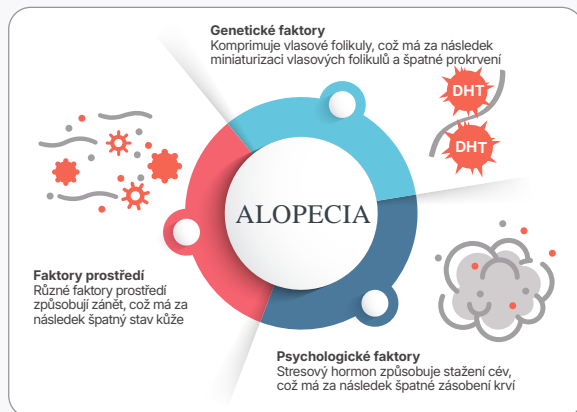 Genetické faktory
Komprimuje vlasové folikuly, což má za následek
miniaturizaci vlasových folikulů a špatné prokrvení
DHT
DHT
ALOPECIA
Faktory prostředí
Různé faktory prostředí
způsobují zánět, což má za
následek špatný stav kůže
Psychologické faktory
Stresový hormon způsobuje stažení cév,
což má za následek špatné zásobení krví